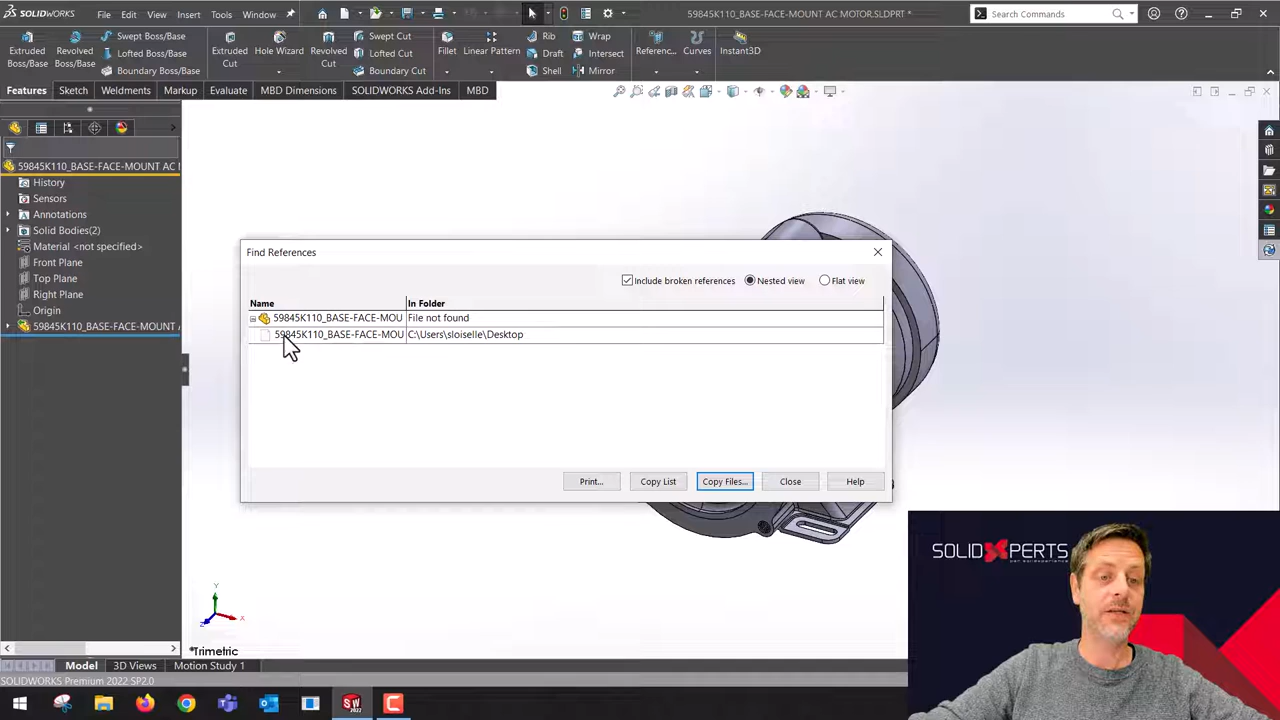 SOLIDWORKS File Edit View Insert Tools Window
59845K110_BASE-FACE-MOUNT AC MOTOR.SLDPRT *
Search Commands
Extruded Boss/Base
Revolved Boss/Base
Swept Boss/Base
Lofted Boss/Base
Boundary Boss/Base
Extruded Cut
Hole Wizard
Revolved Cut
Swept Cut
Lofted Cut
Boundary Cut
Fillet
Linear Pattern
Rib
Draft
Shell
Wrap
Intersect
Mirror
Referenc...
Curves
Instant3D
Features Sketch Weldments Markup Evaluate MBD Dimensions SOLIDWORKS Add-Ins MBD
59845K110_BASE-FACE-MOUNT AC M
History
Sensors
Annotations
Solid Bodies(2)
Material <not specified>
Front Plane
Top Plane
Right Plane
Origin
59845K110_BASE-FACE-MOUNT A
Find References
Include broken references Nested view Flat view
Name In Folder
59845K110_BASE-FACE-MOU File not found
59845K110_BASE-FACE-MOU C:\Users\sloiselle\Desktop
Print... Copy List Copy Files... Close Help
Y
X
Z
*Trimetric
SOLIDXPERTS
par solidxperience
Model 3D Views Motion Study 1
SOLIDWORKS Premium 2022 SP2.0
SW
2022